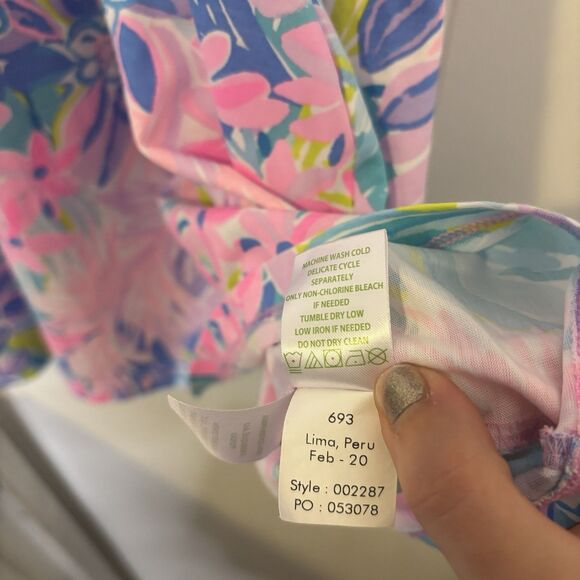 MACHINE WASH COLD
DELICATE CYCLE
SEPARATELY
ONLY NON-CHLORINE BLEACH
IF NEEDED
TUMBLE DRY LOW
LOW IRON IF NEEDED
DO NOT DRY CLEAN
693
Lima, Peru
Feb - 20
Style : 002287
PO : 053078